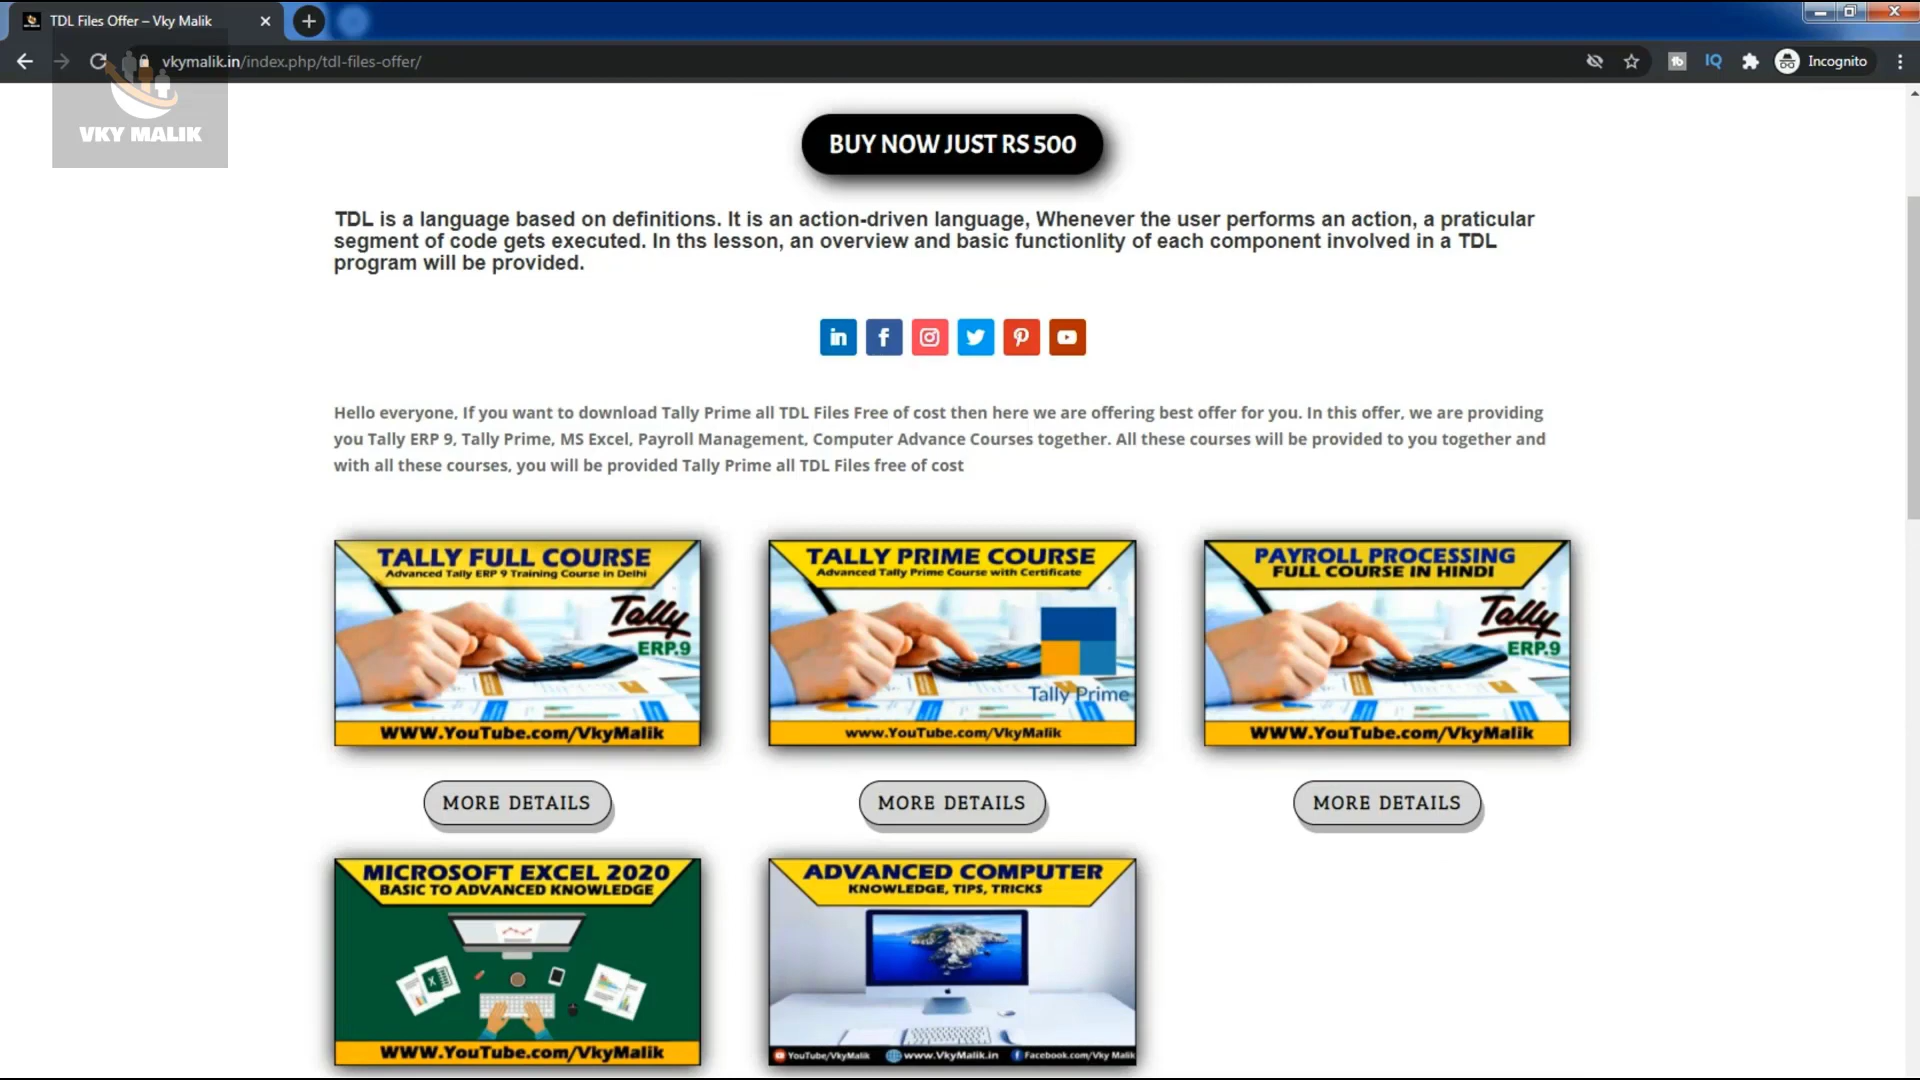 TDL Files Offer – Vky Malik
vkymalik.in/index.php/tdl-files-offer/
Incognito
VKY MALIK
BUY NOW JUST RS 500
TDL is a language based on definitions. It is an action-driven language, Whenever the user performs an action, a praticular
segment of code gets executed. In ths lesson, an overview and basic functionlity of each component involved in a TDL
program will be provided.
Hello everyone, If you want to download Tally Prime all TDL Files Free of cost then here we are offering best offer for you. In this offer, we are providing
you Tally ERP 9, Tally Prime, MS Excel, Payroll Management, Computer Advance Courses together. All these courses will be provided to you together and
with all these courses, you will be provided Tally Prime all TDL Files free of cost
TALLY FULL COURSE
Advanced Tally ERP 9 Training Course in Delhi
Tally
ERP.9
WWW.YouTube.com/VkyMalik
TALLY PRIME COURSE
Advanced Tally Prime Course with Certificate
Tally Prime
www.YouTube.com/VkyMalik
PAYROLL PROCESSING
FULL COURSE IN HINDI
Tally
ERP.9
WWW.YouTube.com/VkyMalik
MORE DETAILS
MORE DETAILS
MORE DETAILS
MICROSOFT EXCEL 2020
BASIC TO ADVANCED KNOWLEDGE
WWW.YouTube.com/VkyMalik
ADVANCED COMPUTER
KNOWLEDGE, TIPS, TRICKS
YouTube/VkyMalik
www.VkyMalik.in
Facebook.com/Vky Malik